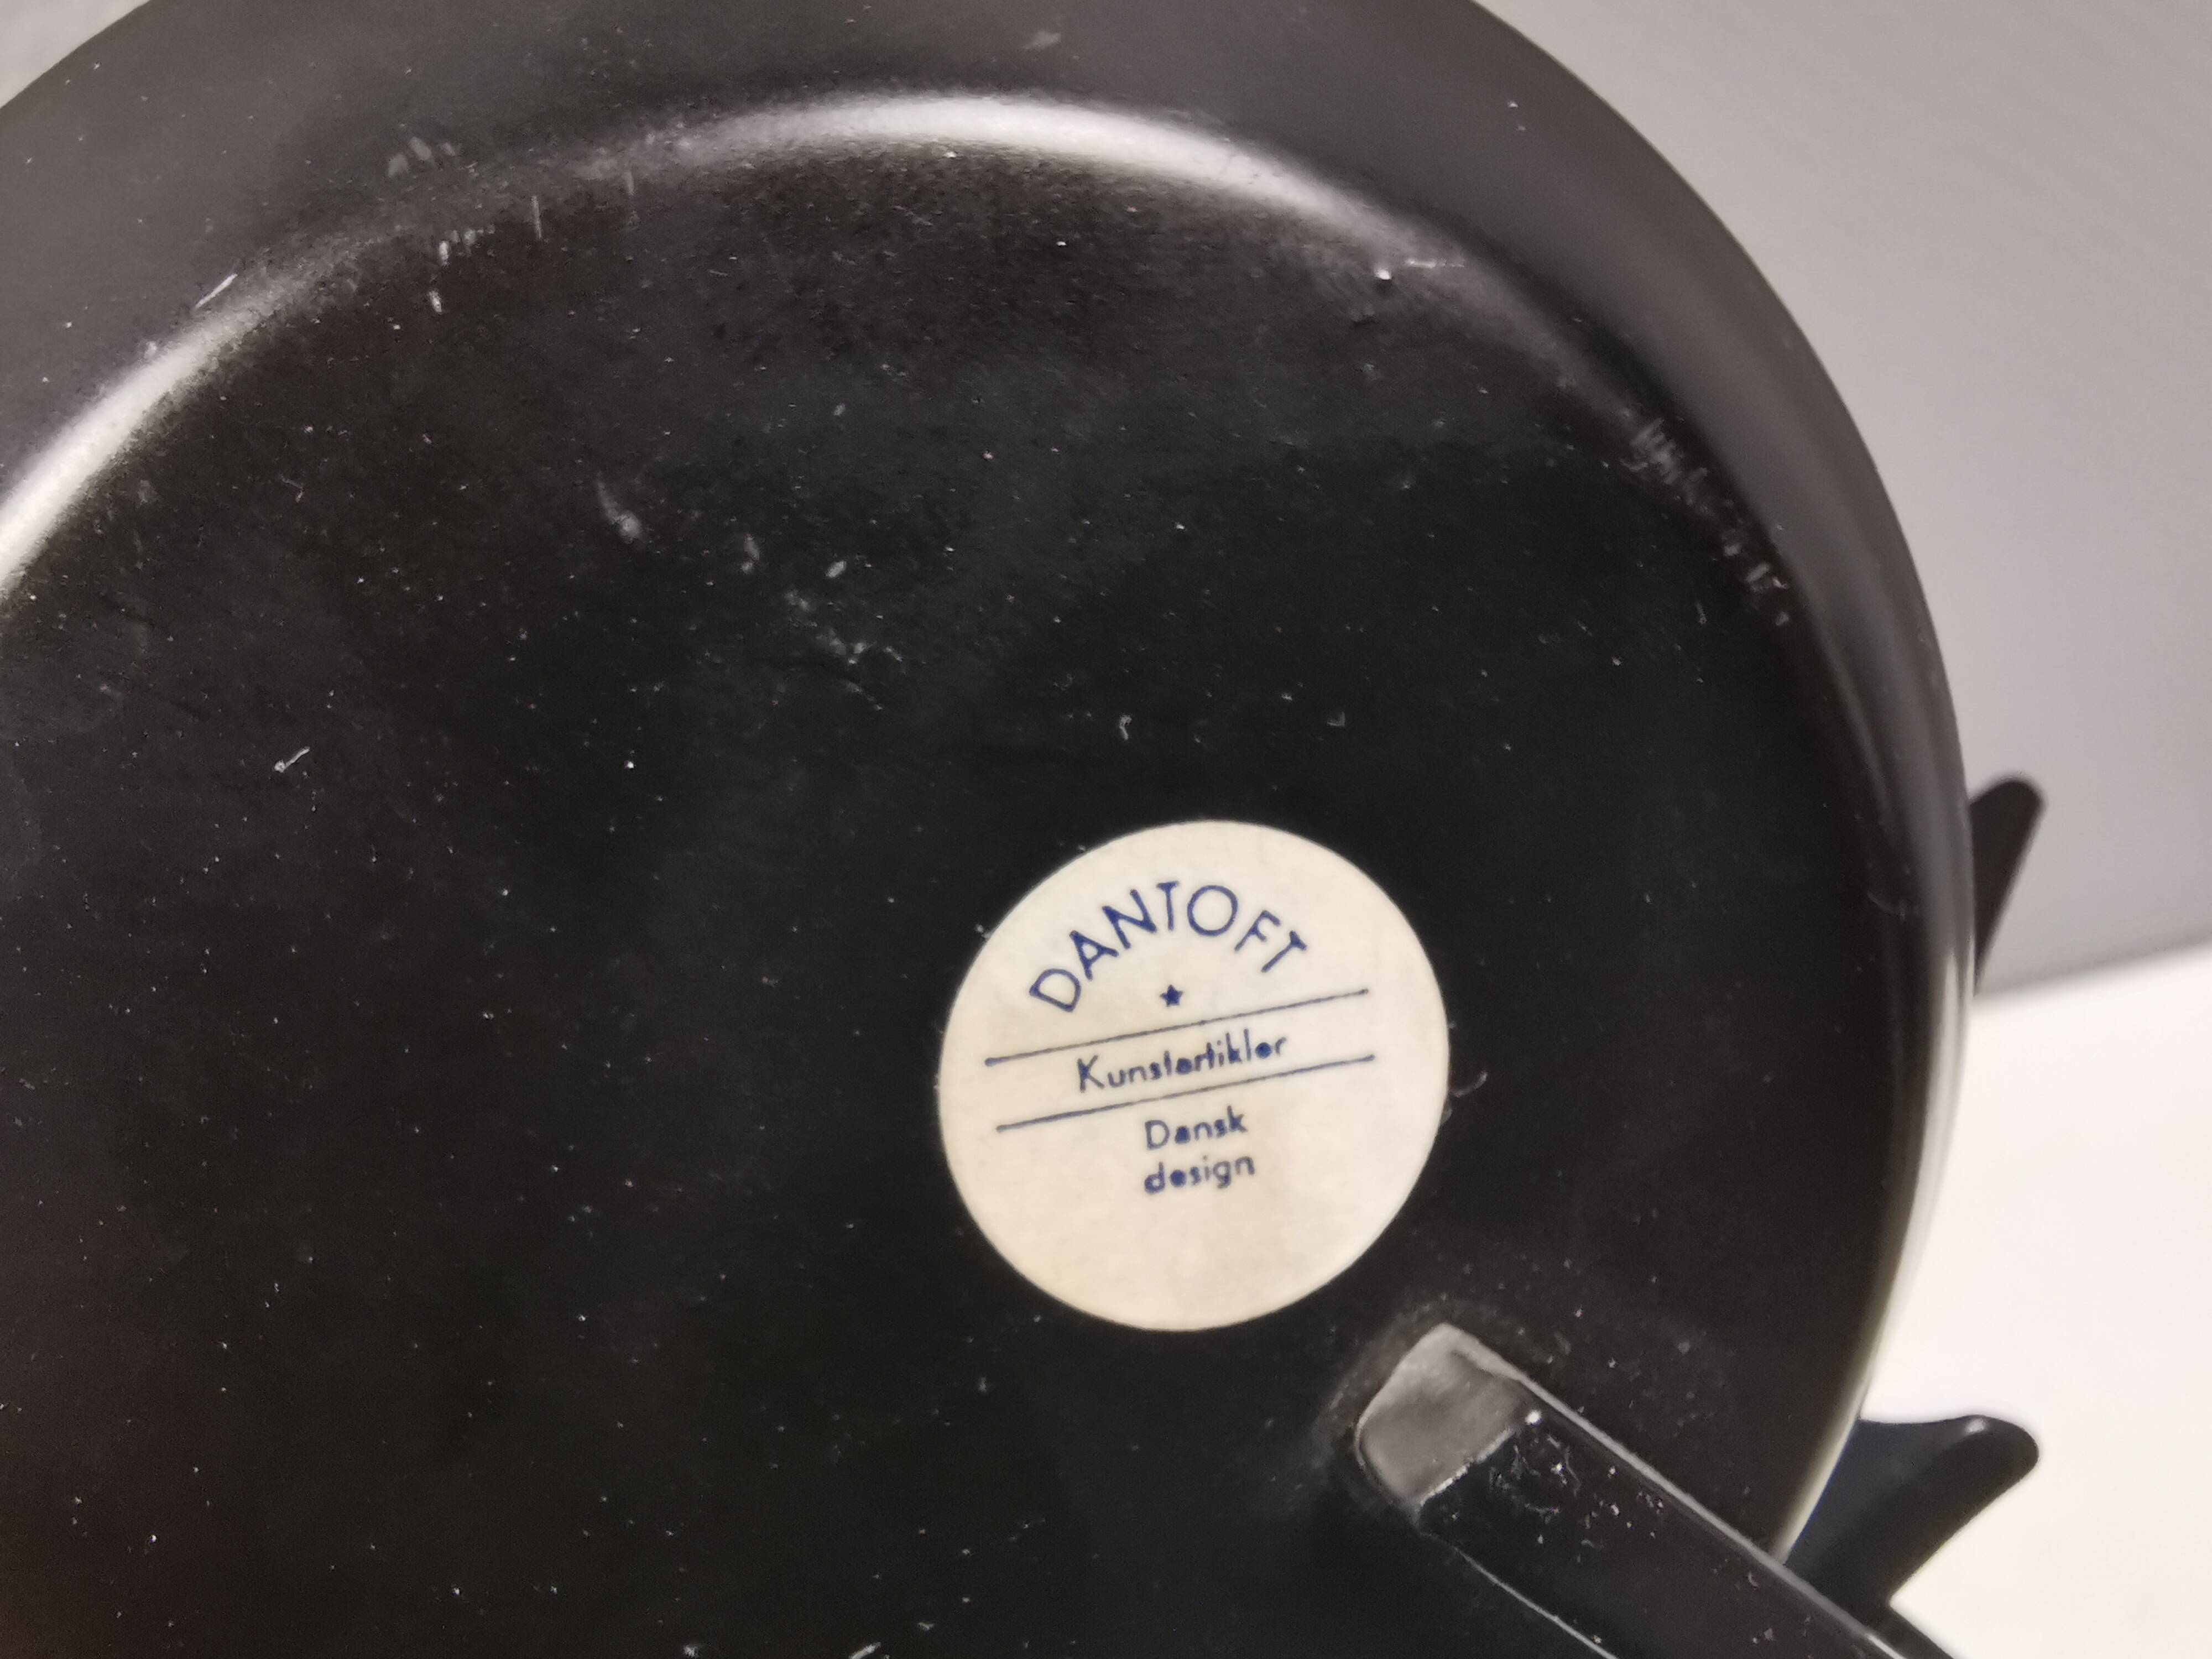 DANTOFT
Kunstartikler
Dansk
design